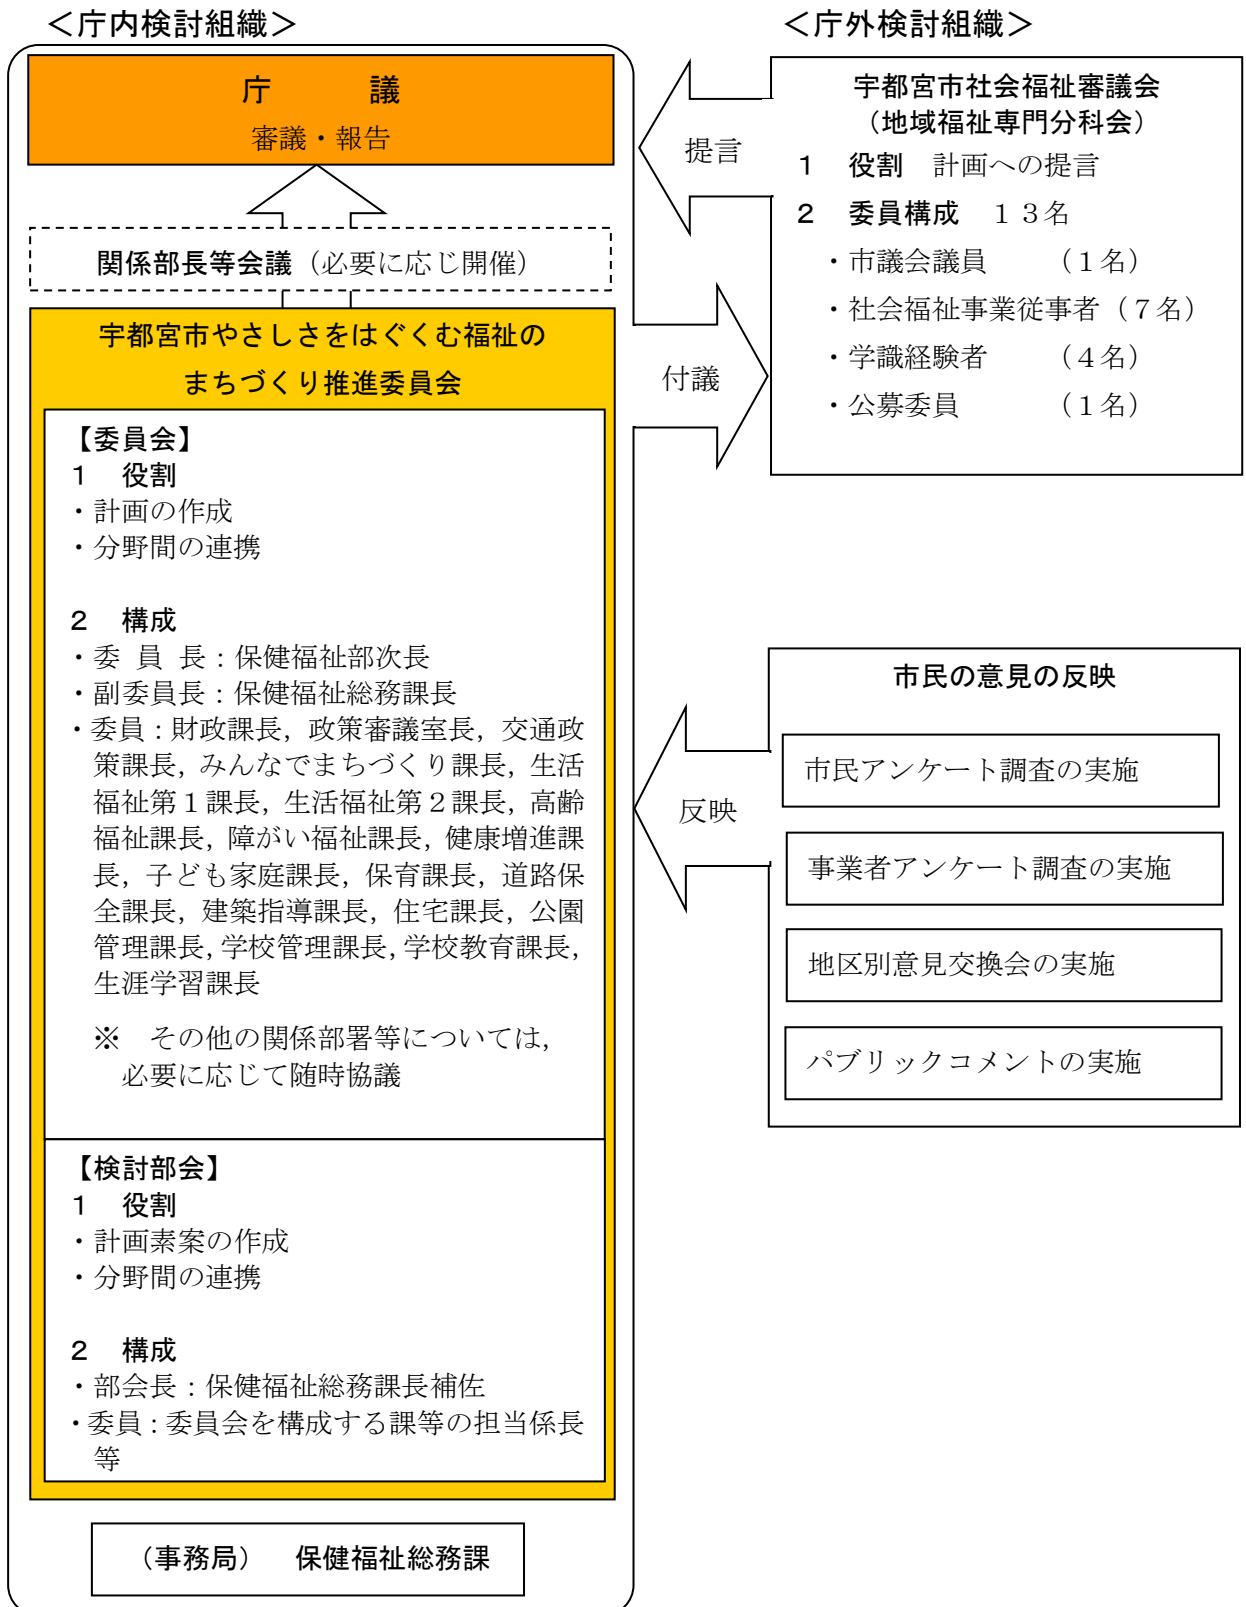 ＜庁内検討組織＞
庁　議
審議・報告
関係部長等会議（必要に応じ開催）
宇都宮市やさしさをはぐくむ福祉の
まちづくり推進委員会
【委員会】
１　役割
・計画の作成
・分野間の連携
２　構成
・委 員 長：保健福祉部次長
・副委員長：保健福祉総務課長
・委員：財政課長，政策審議室長，交通政
策課長，みんなでまちづくり課長，生活
福祉第１課長，生活福祉第２課長，高齢
福祉課長，障がい福祉課長，健康増進課
長，子ども家庭課長，保育課長，道路保
全課長，建築指導課長，住宅課長，公園
管理課長，学校管理課長，学校教育課長，
生涯学習課長
※　その他の関係部署等については，
必要に応じて随時協議
【検討部会】
１　役割
・計画素案の作成
・分野間の連携
２　構成
・部会長：保健福祉総務課長補佐
・委員：委員会を構成する課等の担当係長
等
（事務局）　保健福祉総務課
＜庁外検討組織＞
提言
付議
宇都宮市社会福祉審議会
（地域福祉専門分科会）
１　役割　計画への提言
２　委員構成　１３名
・市議会議員　（１名）
・社会福祉事業従事者（７名）
・学識経験者　（４名）
・公募委員　（１名）
反映
市民の意見の反映
市民アンケート調査の実施
事業者アンケート調査の実施
地区別意見交換会の実施
パブリックコメントの実施